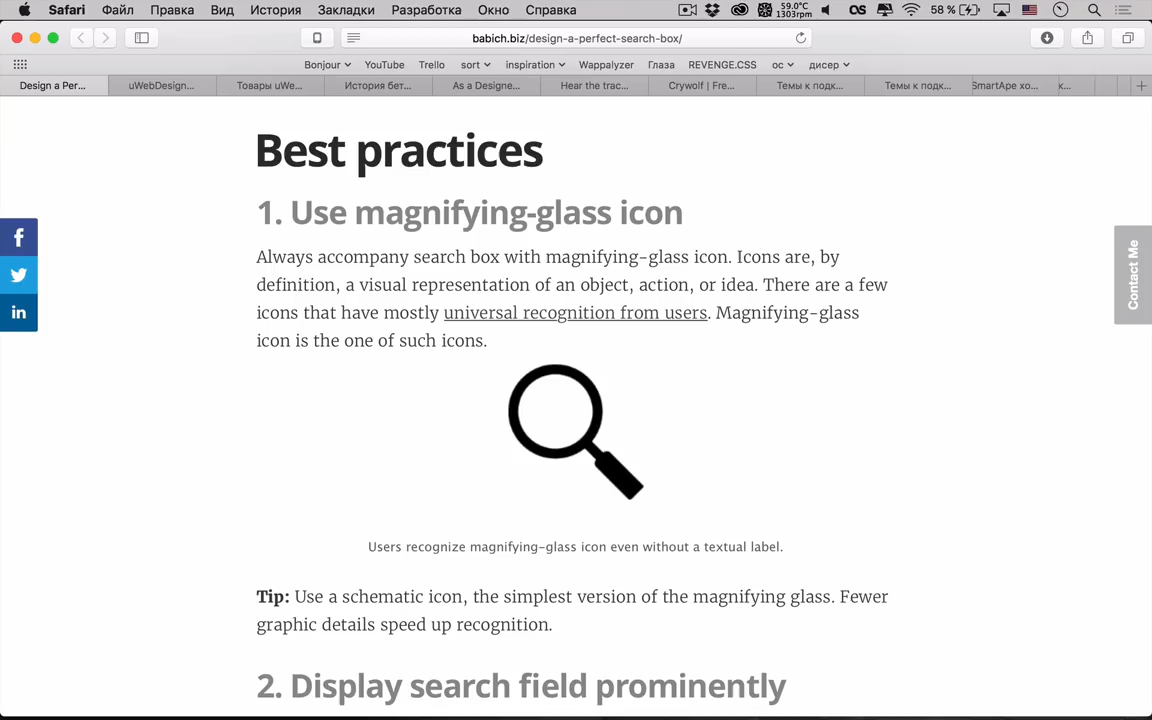 Safari Файл Правка Вид История Закладки Разработка Окно Справка 59.0°C 1303rpm 58 %
babich.biz/design-a-perfect-search-box/
Bonjour YouTube Trello sort inspiration Wappalyzer Глаза REVENGE.CSS ос дисер
Design a Per... uWebDesign... Товары uWe... История бет... As a Designe... Hear the trac... Crywolf | Fre... Темы к подк... Темы к подк... SmartApe хо... к...
Best practices
1. Use magnifying-glass icon
Always accompany search box with magnifying-glass icon. Icons are, by
definition, a visual representation of an object, action, or idea. There are a few
icons that have mostly universal recognition from users. Magnifying-glass
icon is the one of such icons.
Contact Me
Users recognize magnifying-glass icon even without a textual label.
Tip: Use a schematic icon, the simplest version of the magnifying glass. Fewer
graphic details speed up recognition.
2. Display search field prominently